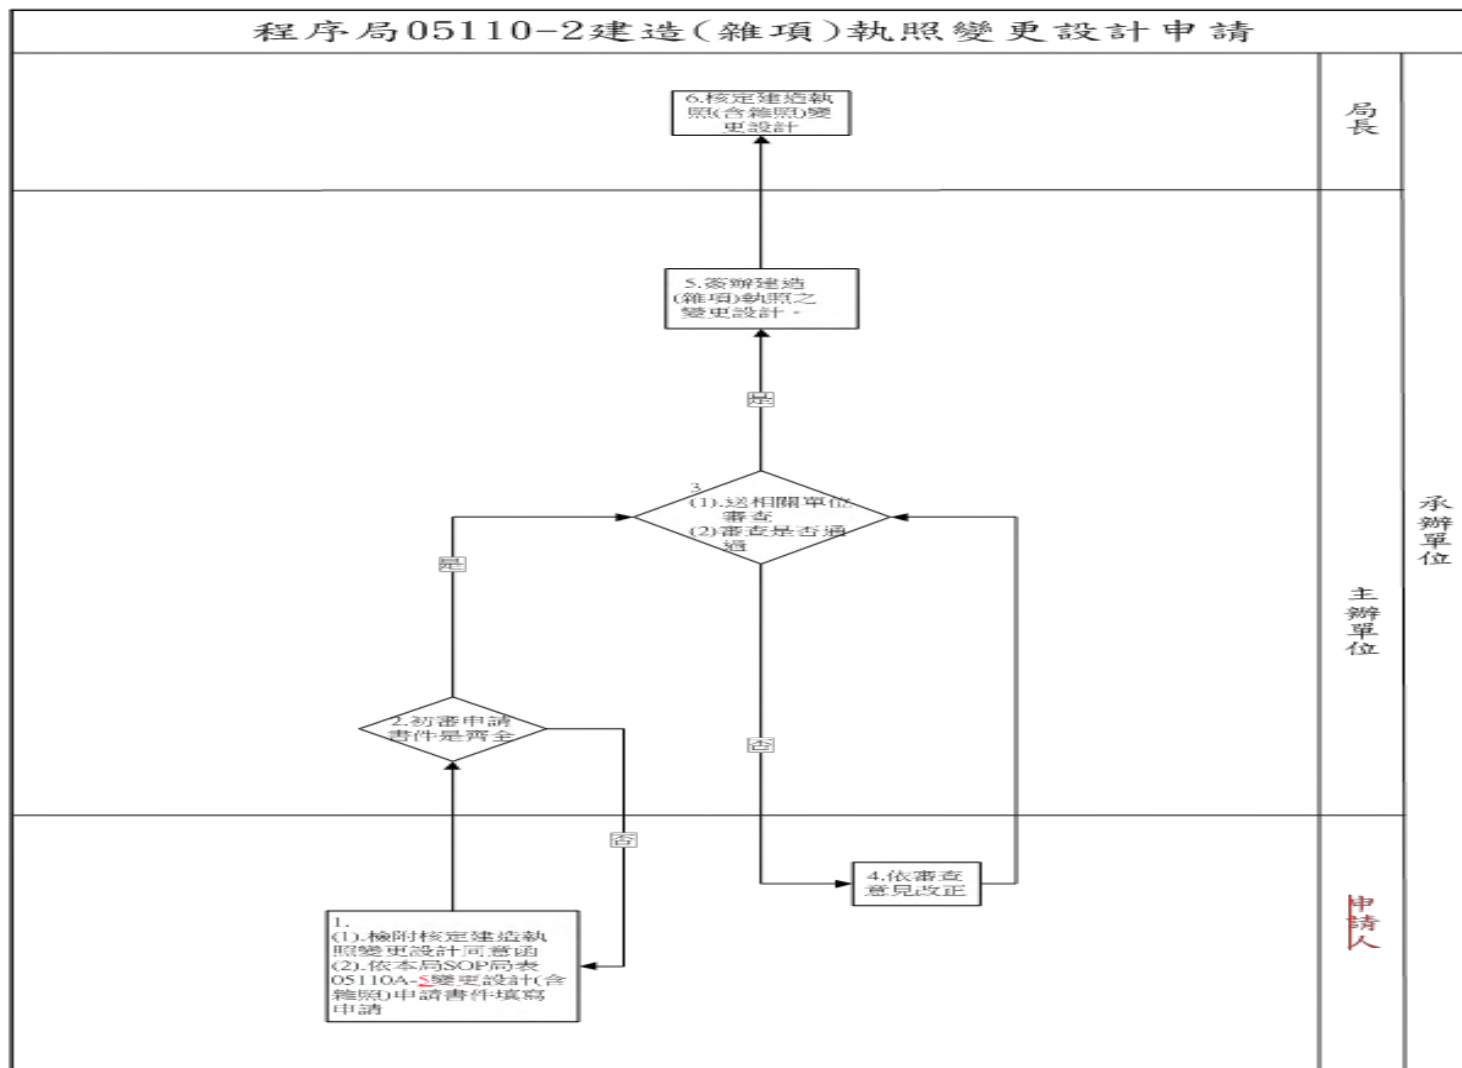 程序局05110-2建造(雜項)執照變更設計申請
6.核定建造執
照(含雜照)變
更設計
局長
5.簽辦建造
(雜項)執照之
變更設計。
是
3
(1).送相關單位
審查
(2)審查是否通
過
承辦單位
是
主辦單位
2.初審申請
書件是齊全
否
否
4.依審查
意見改正
申請人
1.
(1).檢附核定建造執
照變更設計同意函
(2).依本局SOP局表
05110A-5變更設計(含
雜照)申請書件填寫
申請